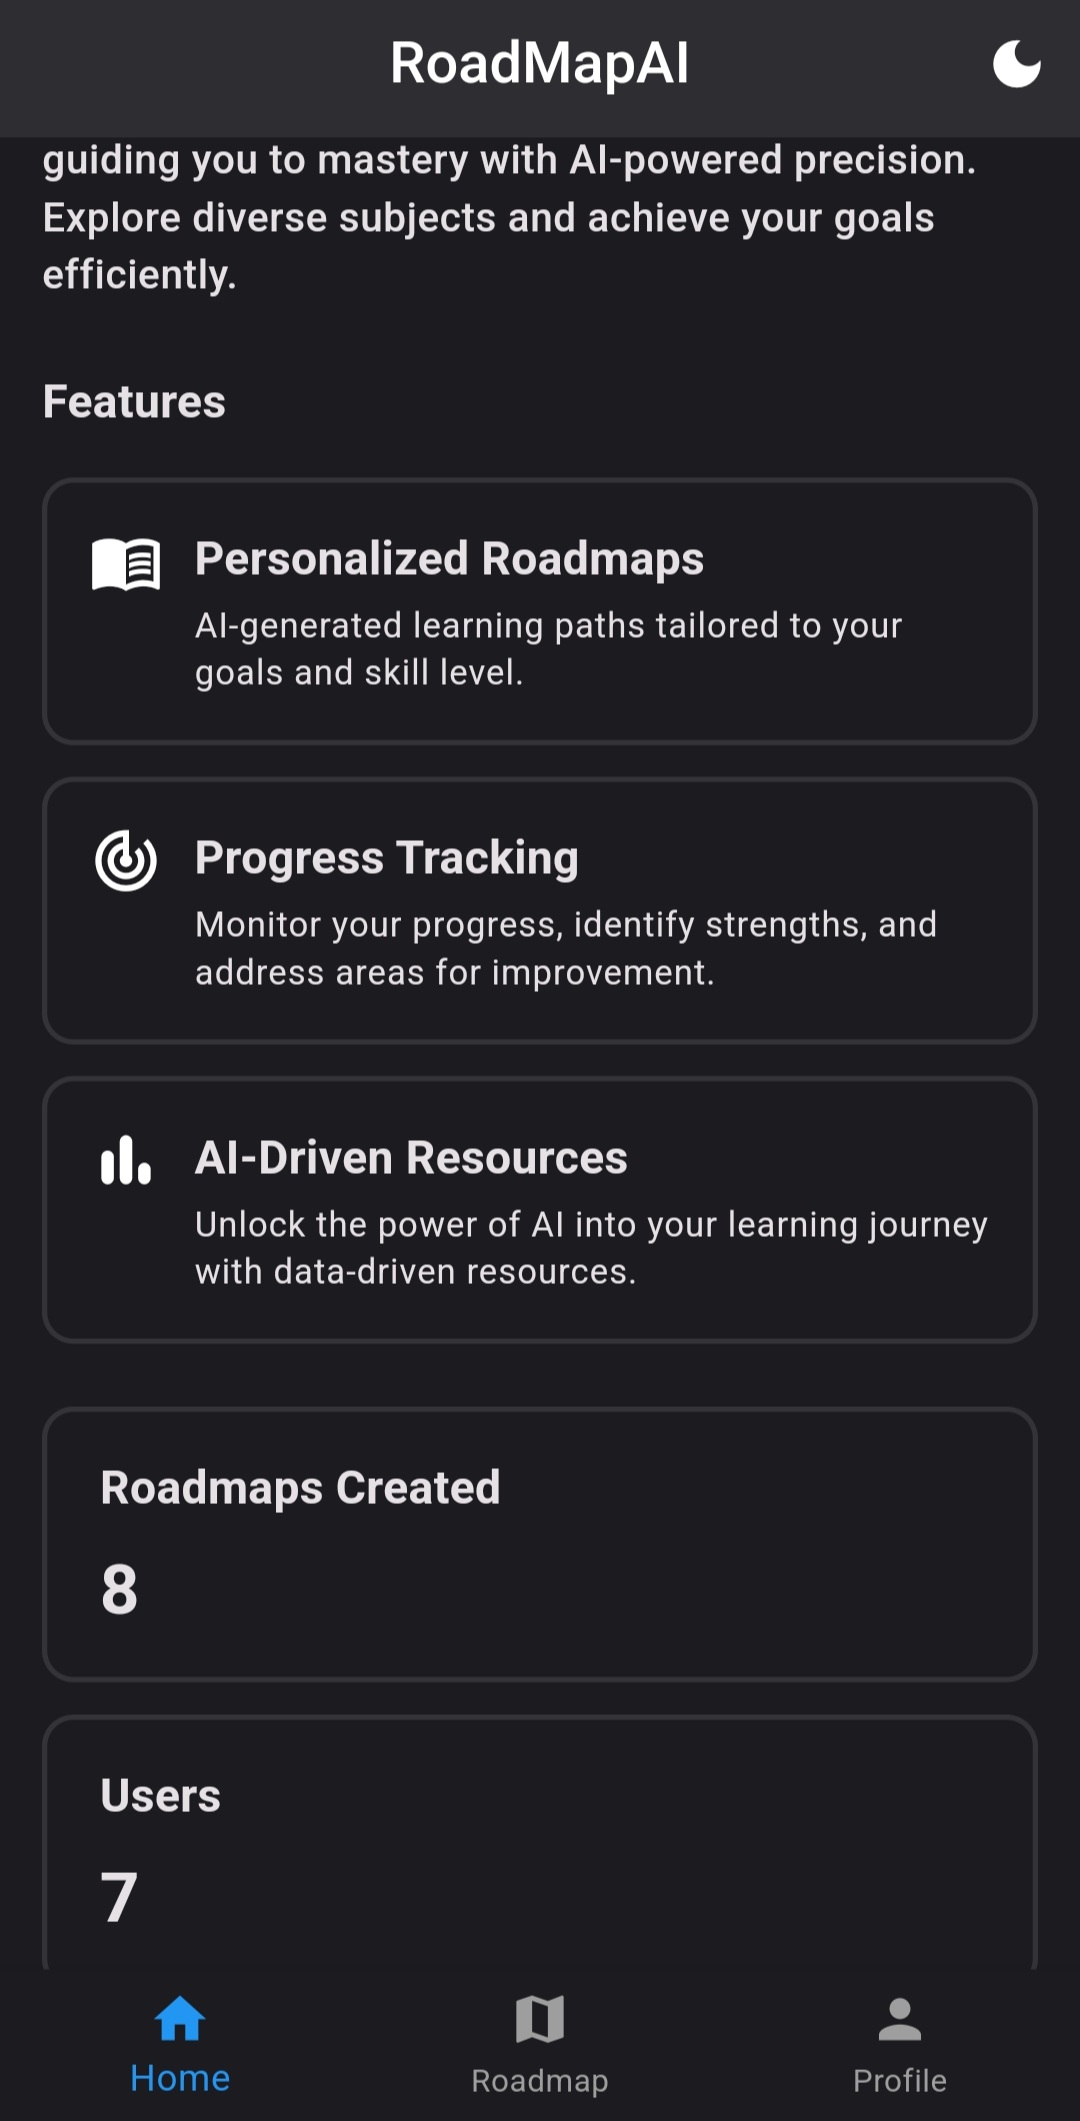 RoadMapAI
guiding you to mastery with AI-powered precision.
Explore diverse subjects and achieve your goals
efficiently.
Features
Personalized Roadmaps
AI-generated learning paths tailored to your
goals and skill level.
Progress Tracking
Monitor your progress, identify strengths, and
address areas for improvement.
AI-Driven Resources
Unlock the power of AI into your learning journey
with data-driven resources.
Roadmaps Created
8
Users
7
Home
Roadmap
Profile